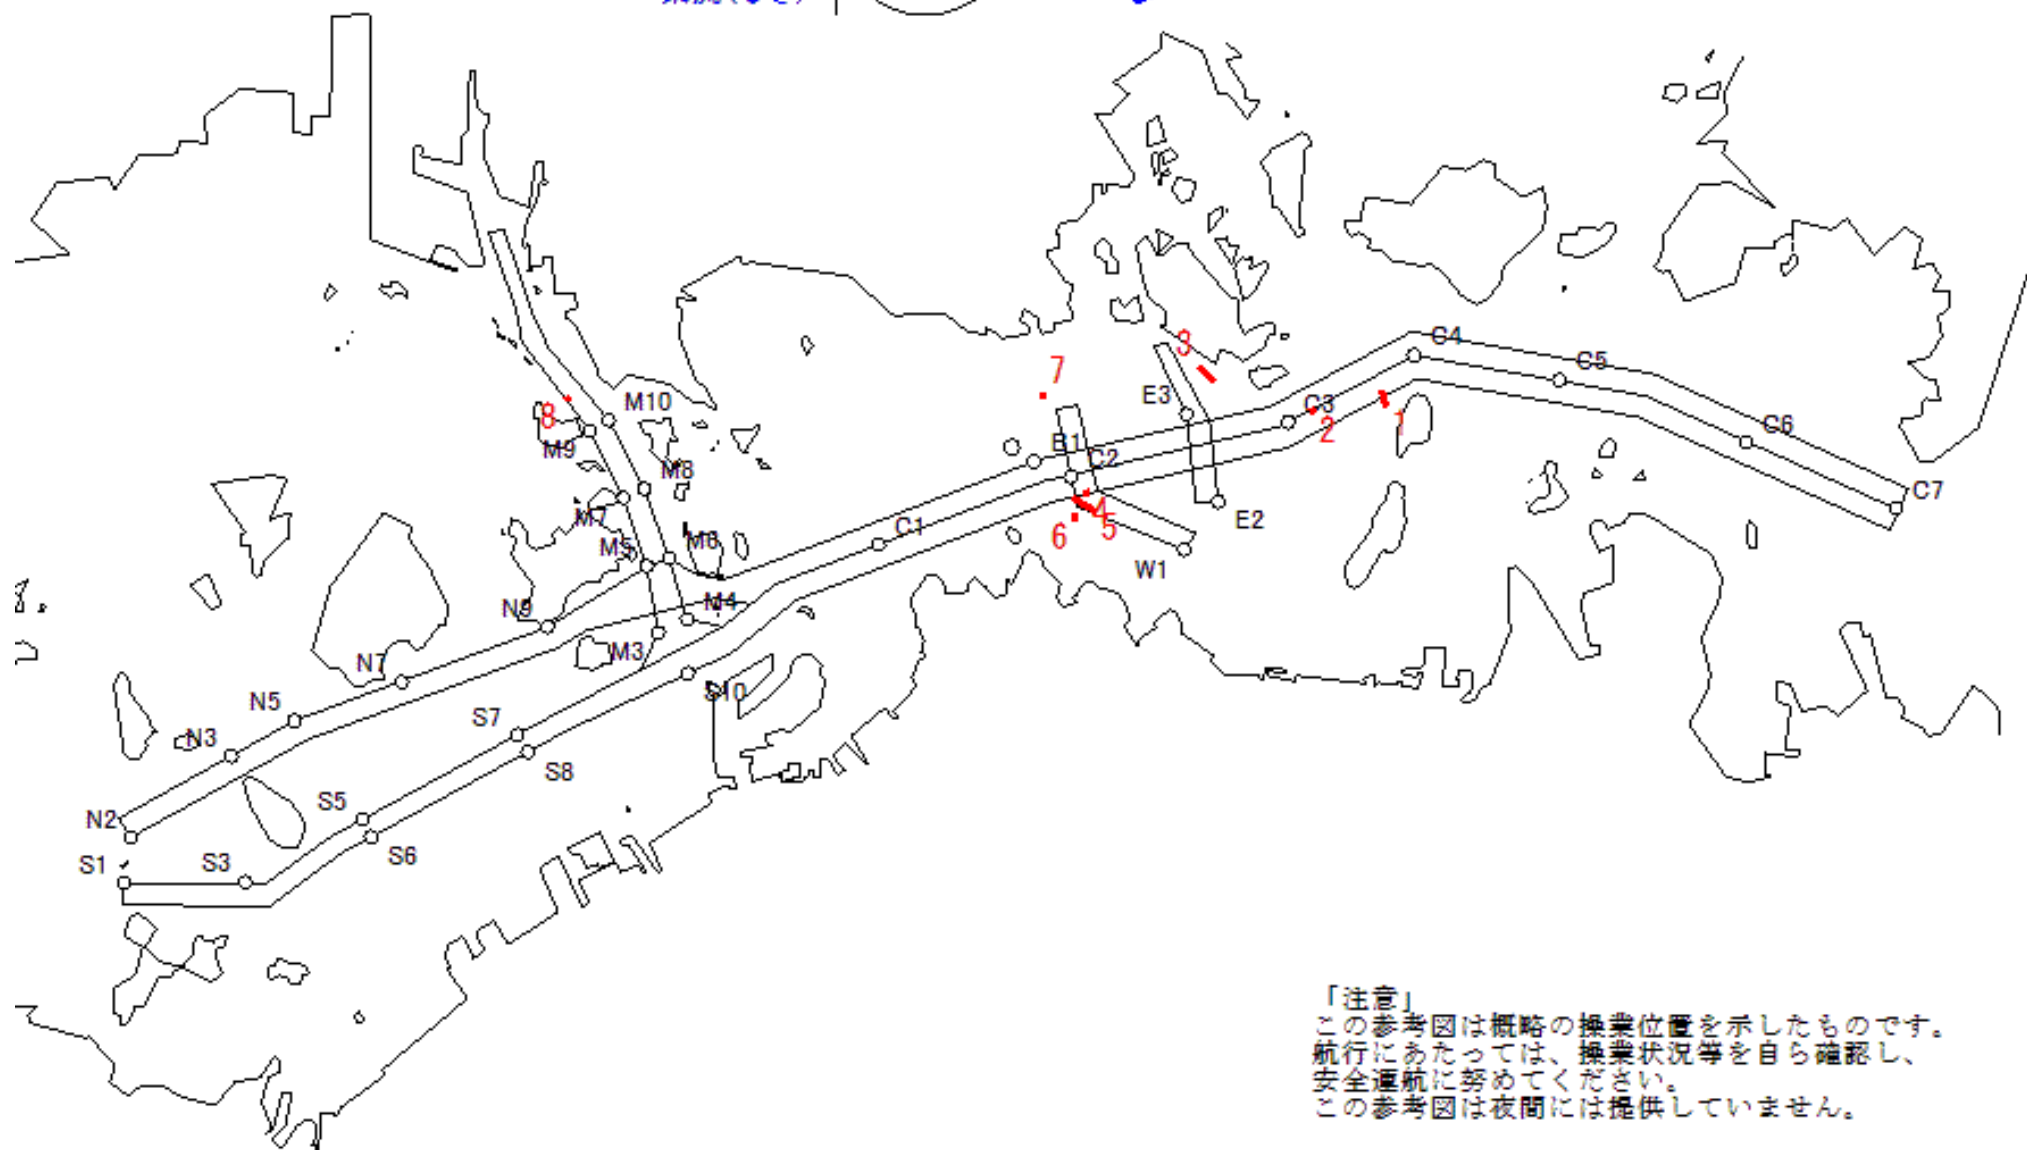 C4
3
C5
7
E3
M10
C3
1
8
2
C6
B1
M9
C2
M8
C7
M7
4
E2
C1
6
5
M5
M6
W1
N9
M4
M3
N7
S10
N5
S7
N3
S8
S5
N2
S6
S1
S3
「注意」
この参考図は概略の操業位置を示したものです。
航行にあたっては、操業状況等を自ら確認し、
安全運航に努めてください。
この参考図は夜間には提供していません。